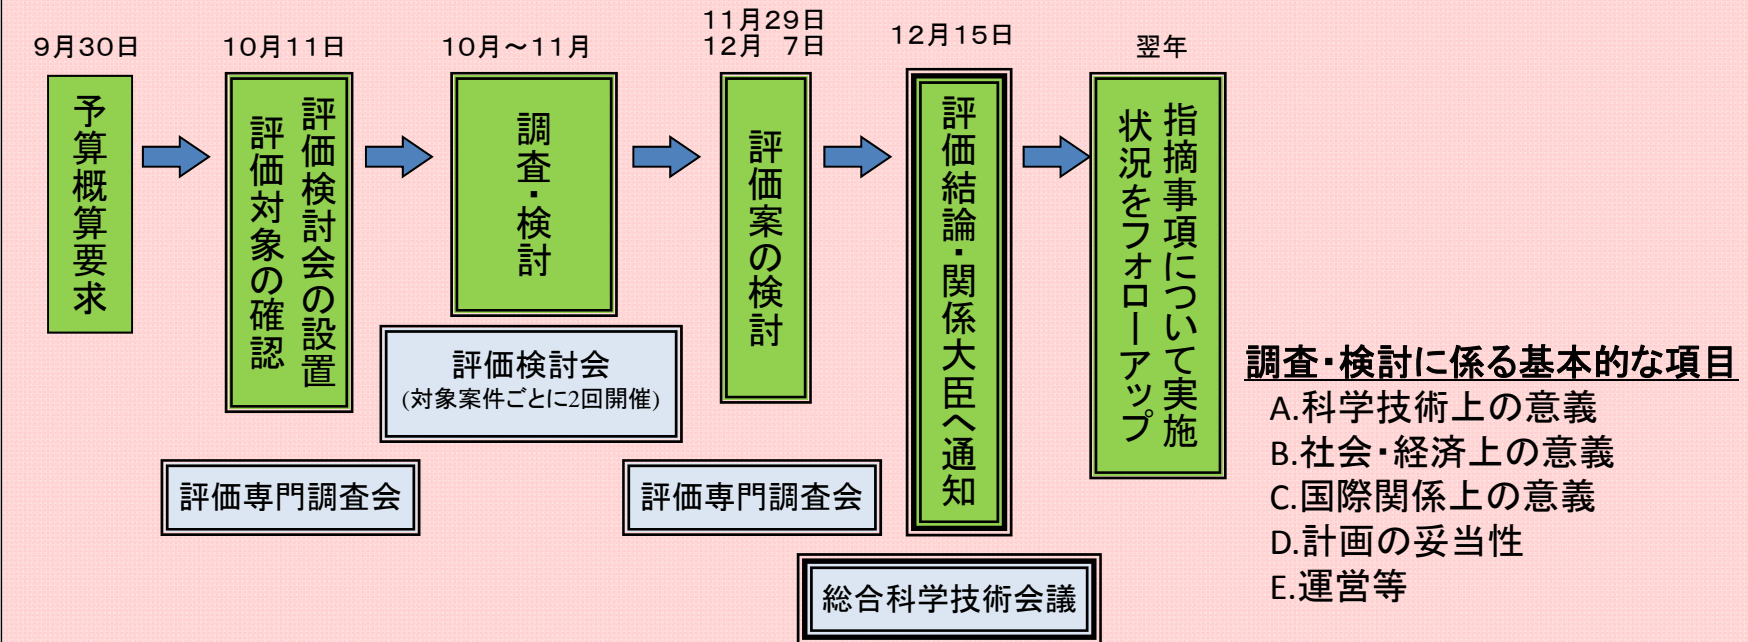 9月30日
10月11日
10月～11月
11月29日
12月 7日
12月15日
翌年
予算概算要求
評価検討会の設置
評価対象の確認
調査・検討
評価案の検討
評価結論・関係大臣へ通知
指摘事項について実施
状況をフォローアップ
評価検討会
(対象案件ごとに2回開催)
評価専門調査会
評価専門調査会
総合科学技術会議
調査・検討に係る基本的な項目
A.科学技術上の意義
B.社会・経済上の意義
C.国際関係上の意義
D.計画の妥当性
E.運営等